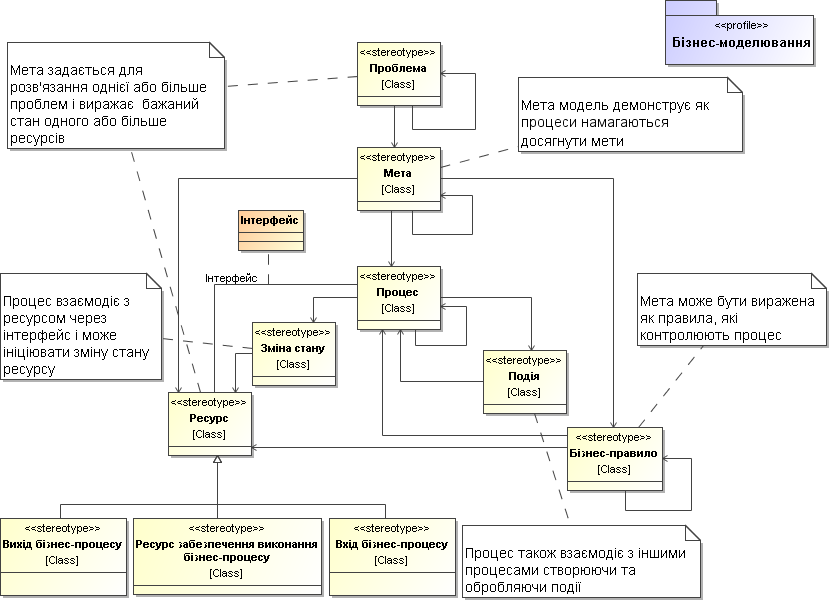 <<profile>>
Бізнес-моделювання
<<stereotype>>
Проблема
[Class]
Мета задається для
розв'язання однієї або більше
проблем і виражає бажаний
стан одного або більше
ресурсів
Мета модель демонструє як
процеси намагаються
досягнути мети
<<stereotype>>
Мета
[Class]
Інтерфейс
Інтерфейс
<<stereotype>>
Процес
[Class]
Процес взаємодіє з
ресурсом через
інтерфейс і може
ініціювати зміну стану
ресурсу
Мета може бути виражена
як правила, які
контролюють процес
<<stereotype>>
Зміна стану
[Class]
<<stereotype>>
Подія
[Class]
<<stereotype>>
Ресурс
[Class]
<<stereotype>>
Бізнес-правило
[Class]
<<stereotype>>
Вихід бізнес-процесу
[Class]
<<stereotype>>
Ресурс забезпечення виконання
бізнес-процесу
[Class]
<<stereotype>>
Вхід бізнес-процесу
[Class]
Процес також взаємодіє з іншими
процесами створюючи та
обробляючи події